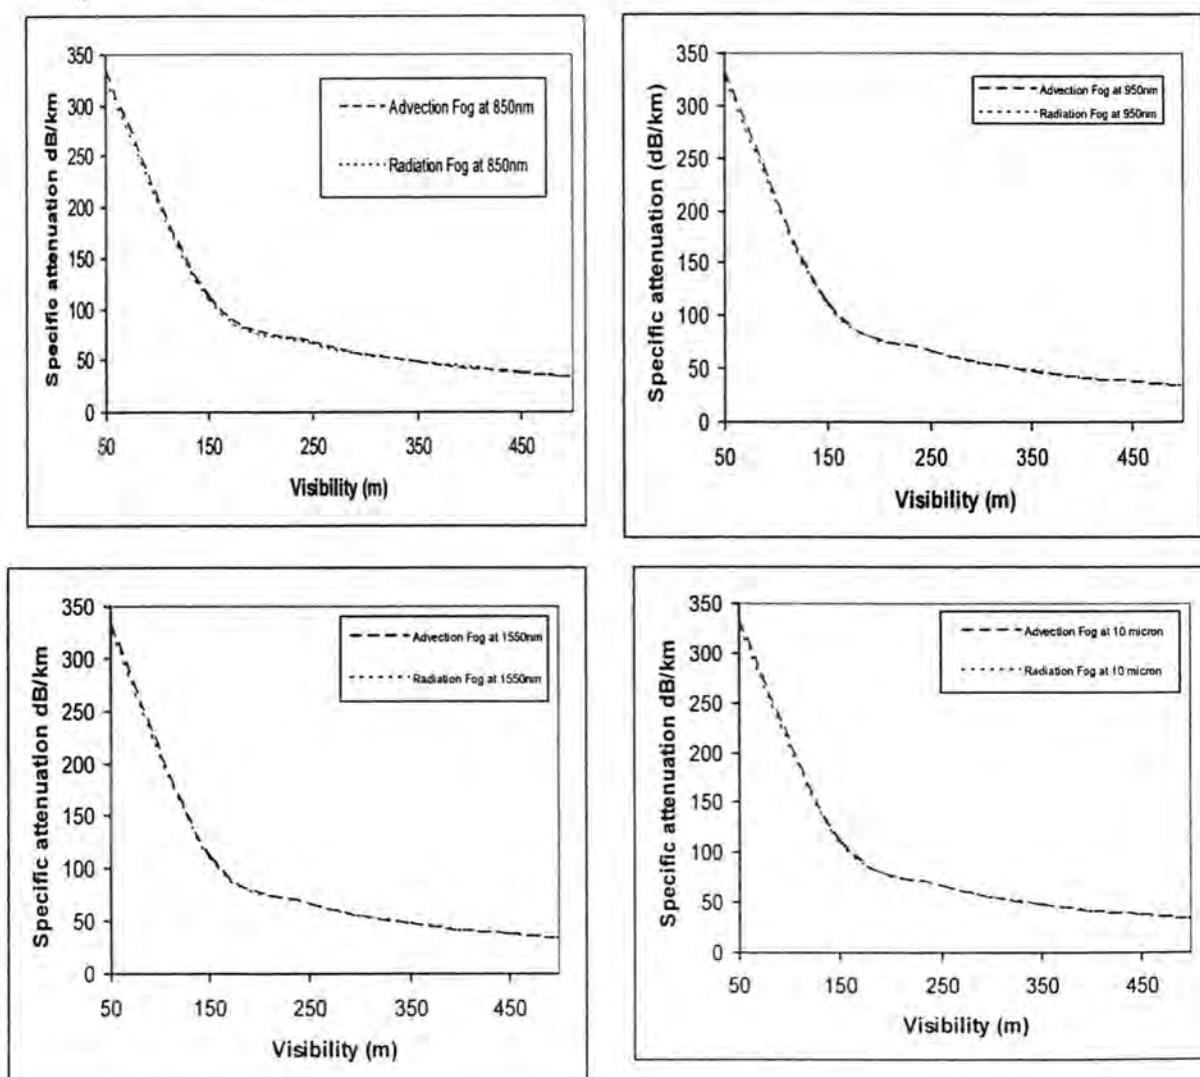 350
300
250
200
150
100
50
0
Specific attenuation dB/km
Advection Fog at 850nm
Radiation Fog at 850nm
50 150 250 350 450
Visibility (m)
350
300
250
200
150
100
50
0
Specific attenuation (dB/km)
Advection Fog at 950nm
Radiation Fog at 950nm
50 150 250 350 450
Visibility (m)
350
300
250
200
150
100
50
0
Specific attenuation dB/km
Advection Fog at 1550nm
Radiation Fog at 1550nm
50 150 250 350 450
Visibility (m)
350
300
250
200
150
100
50
0
Specific attenuation dB/km
Advection Fog at 10 micron
Radiation Fog at 10 micron
50 150 250 350 450
Visibility (m)